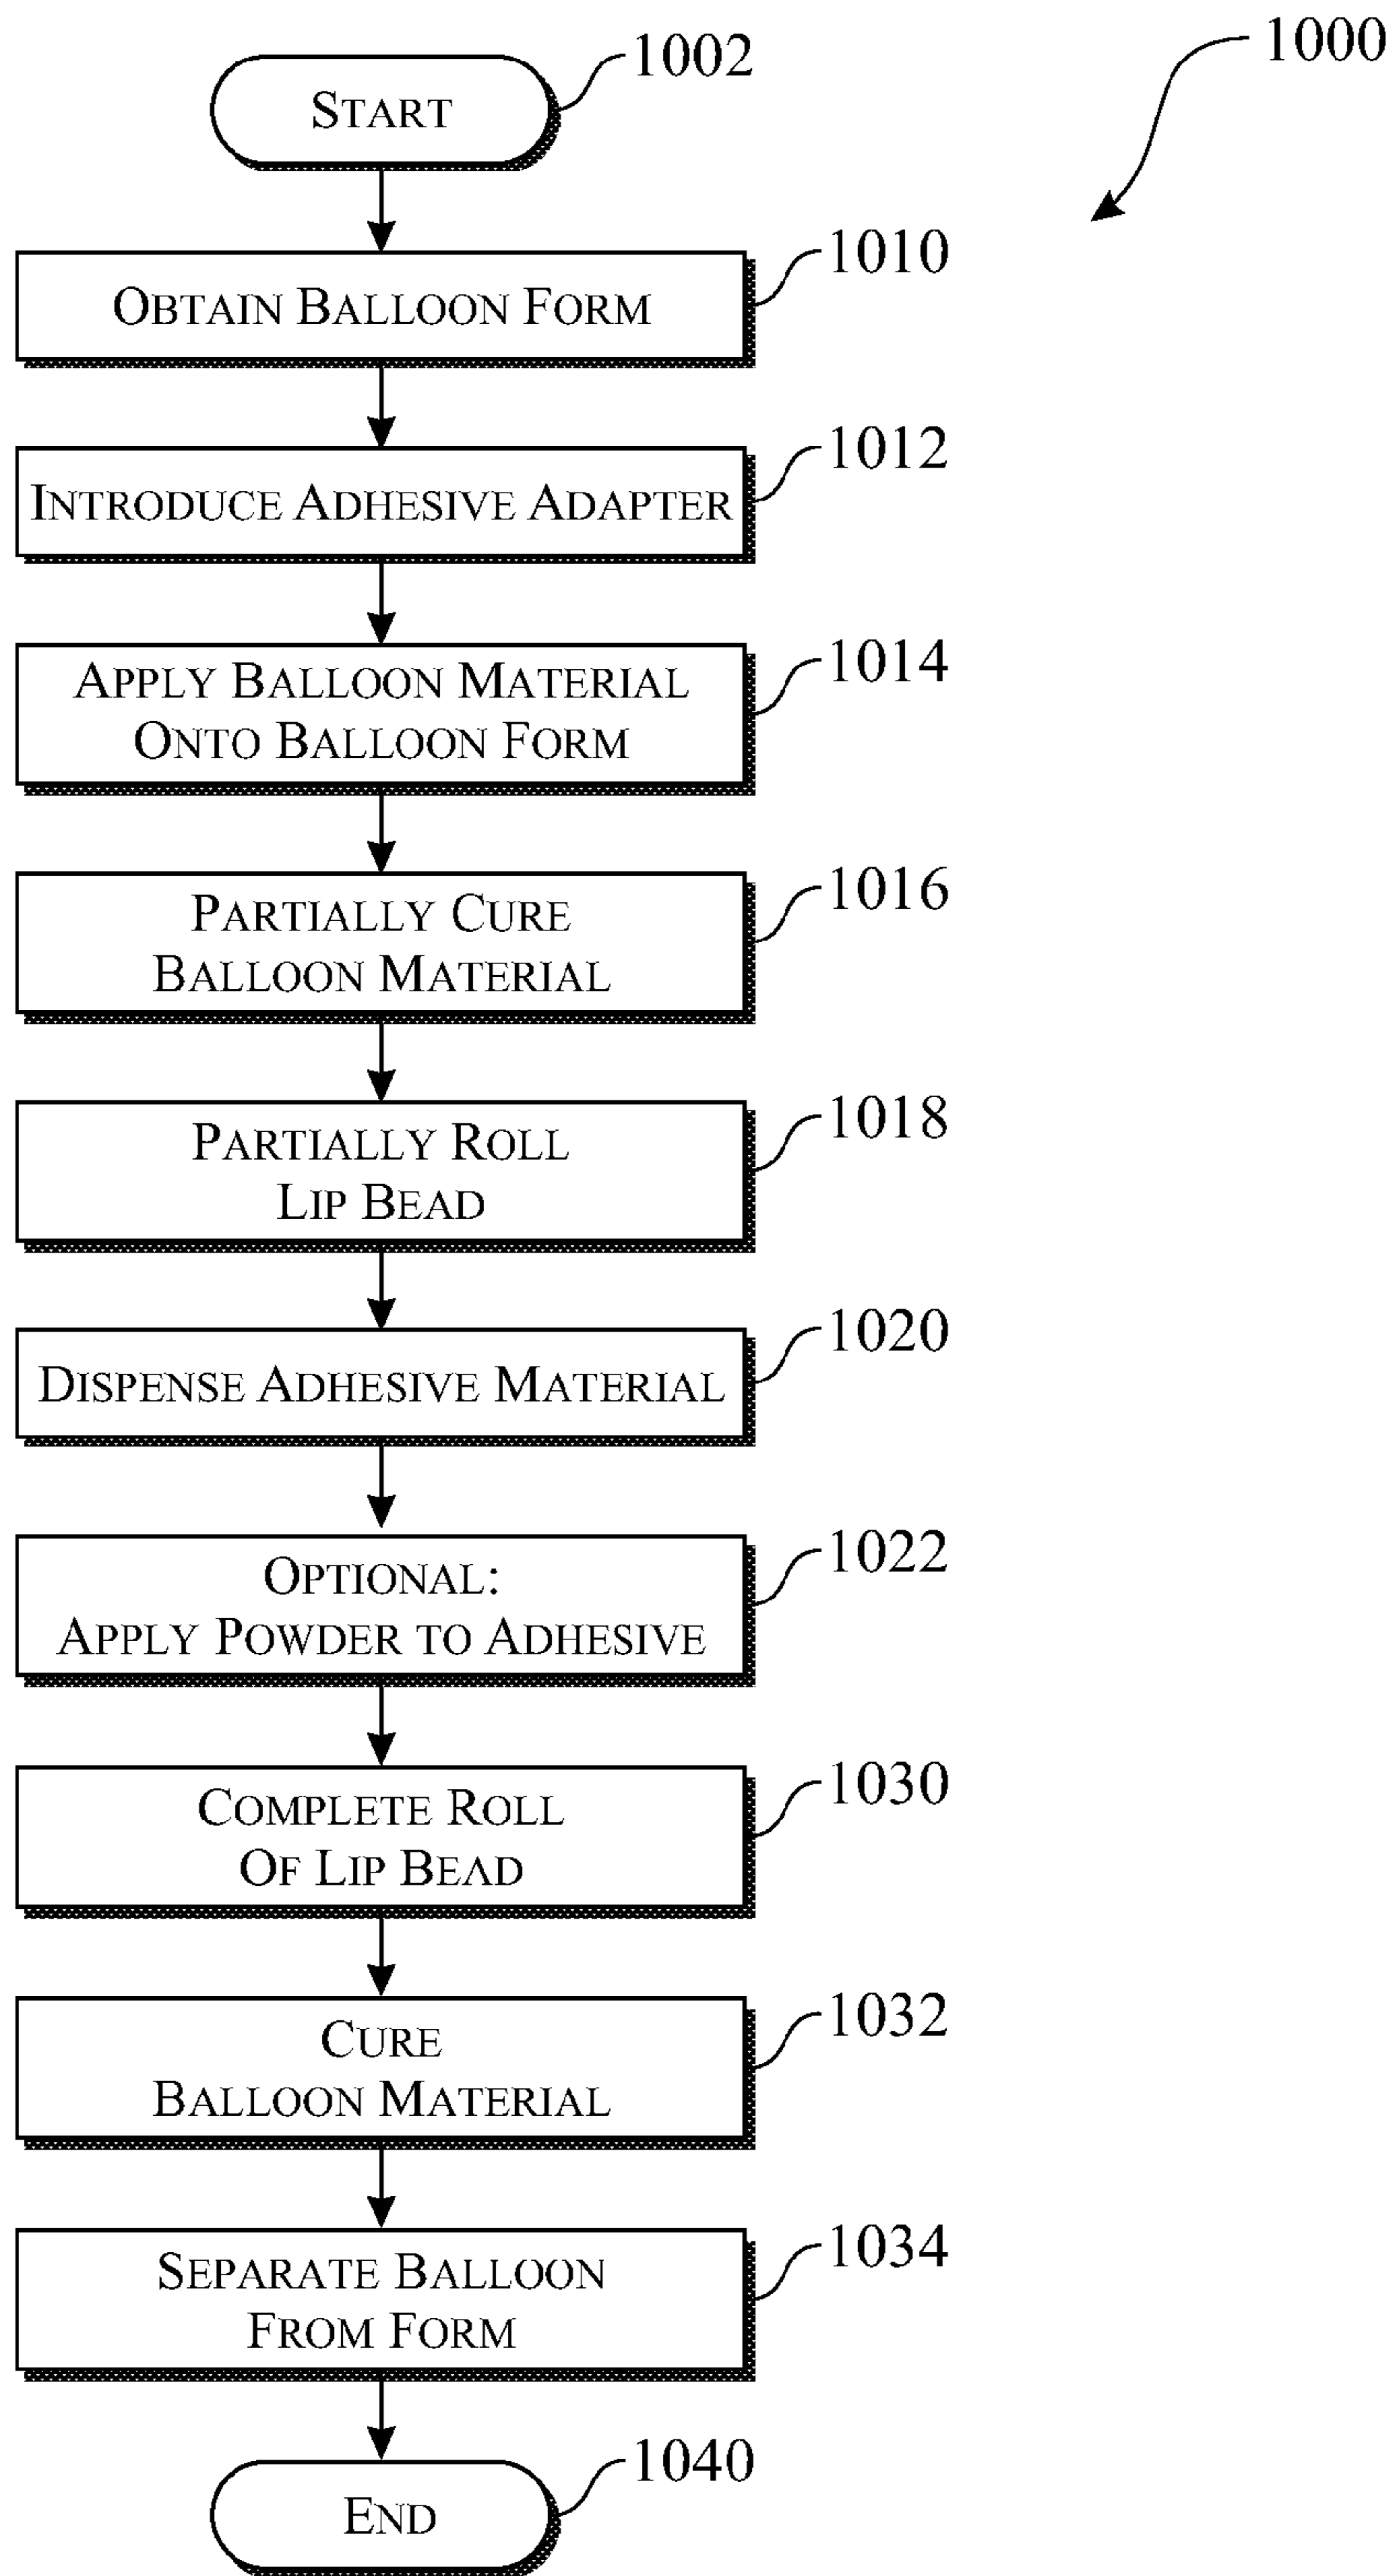 1000
START
1002
OBTAIN BALLOON FORM
1010
INTRODUCE ADHESIVE ADAPTER
1012
APPLY BALLOON MATERIAL
ONTO BALLOON FORM
1014
PARTIALLY CURE
BALLOON MATERIAL
1016
PARTIALLY ROLL
LIP BEAD
1018
DISPENSE ADHESIVE MATERIAL
1020
OPTIONAL:
APPLY POWDER TO ADHESIVE
1022
COMPLETE ROLL
OF LIP BEAD
1030
CURE
BALLOON MATERIAL
1032
SEPARATE BALLOON
FROM FORM
1034
END
1040